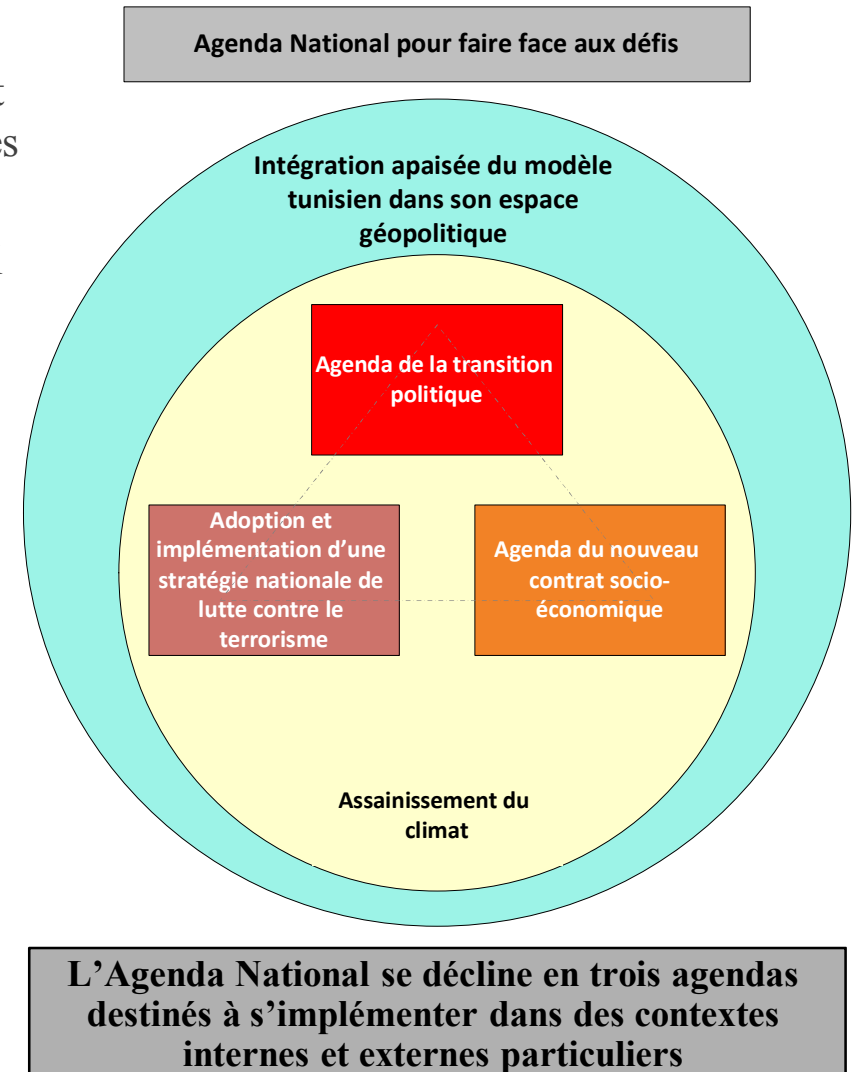 Agenda National pour faire face aux défis
Intégration apaisée du modèle
tunisien dans son espace
géopolitique
Agenda de la transition
politique
Adoption et
implémentation d’une
stratégie nationale de
lutte contre le
terrorisme
Agenda du nouveau
contrat socio-
économique
Assainissement du
climat
L’Agenda National se décline en trois agendas
destinés à s’implémenter dans des contextes
internes et externes particuliers